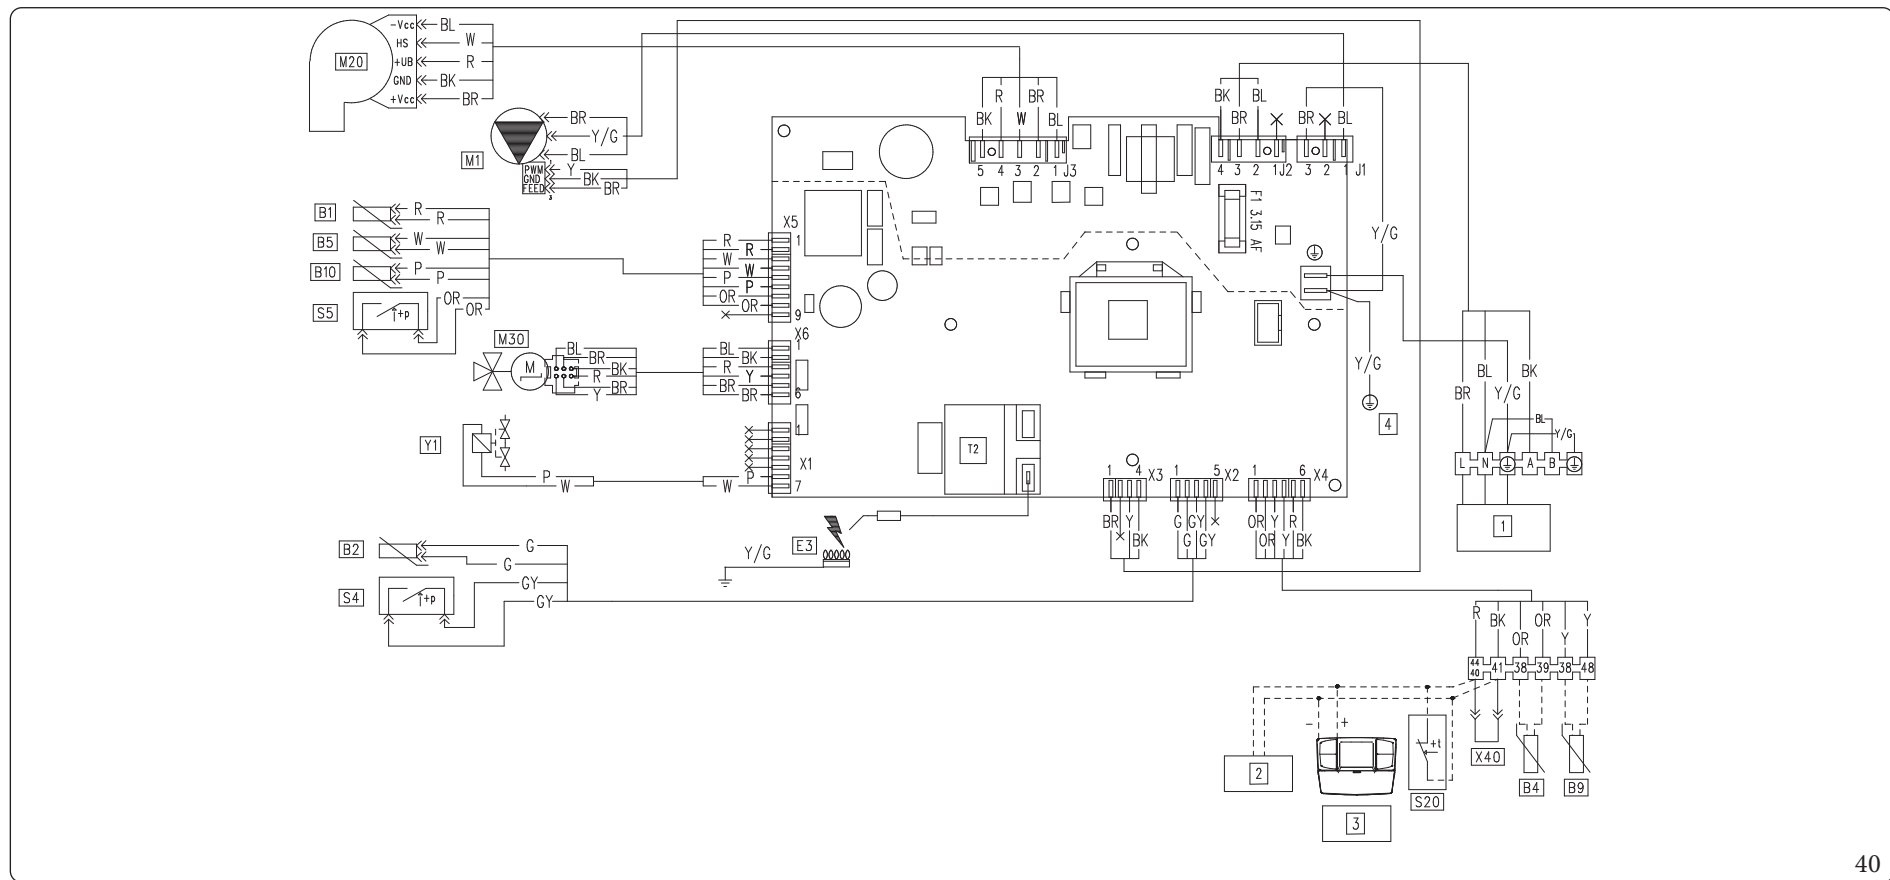 -Vcc BL
HS W
M20 +UB R
GND BK
+Vcc BR
BR
Y/G
M1 BL
PWM Y
GND BK
FEED BR
B1 R
R
B5 W
W
B10 P
P
S5 +p OR
OR
M30
M
BL
BR
BK
R
BR
Y
Y1
P
W
B2 G
G
S4 +p GY
GY
X5
R 1
R
W
W
P
P
OR
OR
9
X6
BL 1
BK
R
Y
BR
BR 6
1
X1
P
W 7
R BR
BK W BL
5 4 3 2 1 J3
BK BL
BR
4 3 2 1 J2
BR BL
3 2 1 J1
F1 3.15 AF
Y/G
Y/G
4
T2
E3
Y/G
1 4 X3
BR Y
BK
1 5 X2
G GY
G GY
1 6 X4
OR Y R
OR Y BK
BL BK
BR Y/G
BL
Y/G
L N A B
1
R BK OR OR Y Y
44
40 41 38 39 38 48
- +
+t
X40
2
3
S20
B4
B9
40